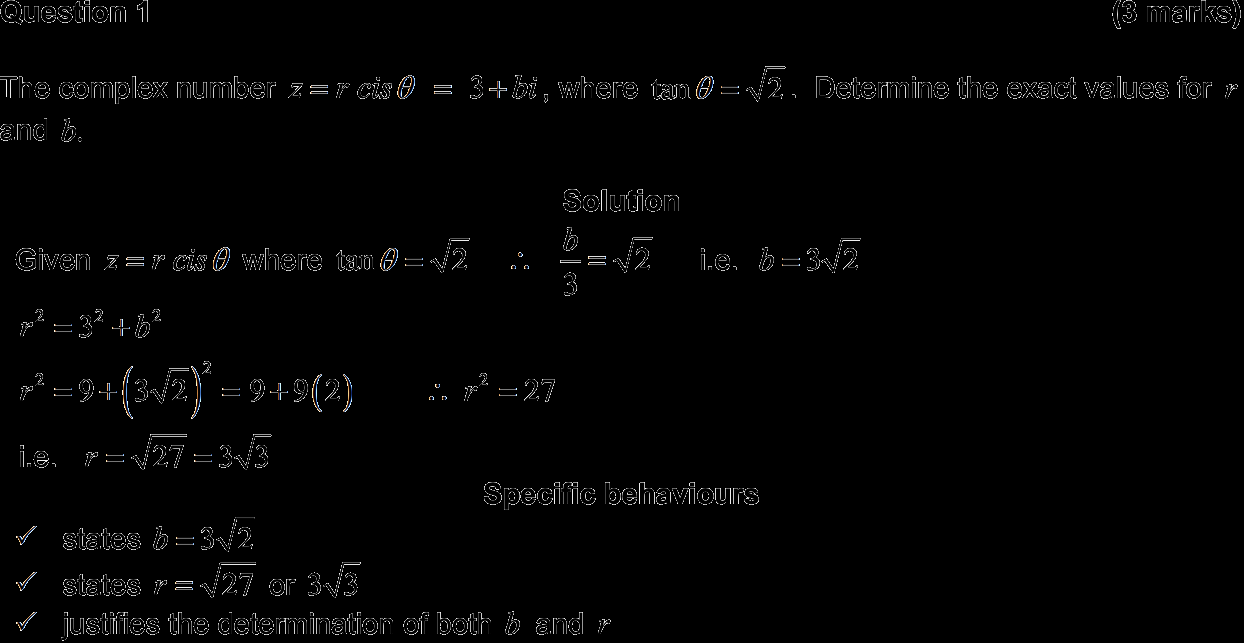 Question 1 (3 marks)
The complex number z = r cis θ = 3 + bi, where tan θ = √2. Determine the exact values for r
and b.
Solution
Given z = r cis θ where tan θ = √2 ∴ b/3 = √2 i.e. b = 3√2
r² = 3² + b²
r² = 9 + (3√2)² = 9 + 9(2) ∴ r² = 27
i.e. r = √27 = 3√3
Specific behaviours
✓ states b = 3√2
✓ states r = √27 or 3√3
✓ justifies the determination of both b and r